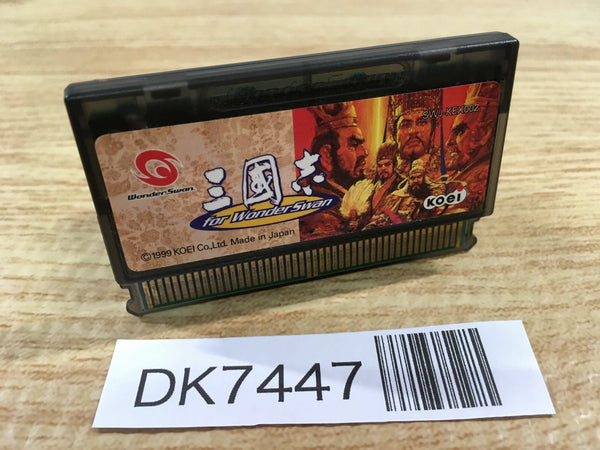 SWJ-KEX002
WonderSwan
三國志
for WonderSwan
KOEI
©1999 KOEI Co.,Ltd. Made in Japan
DK7447